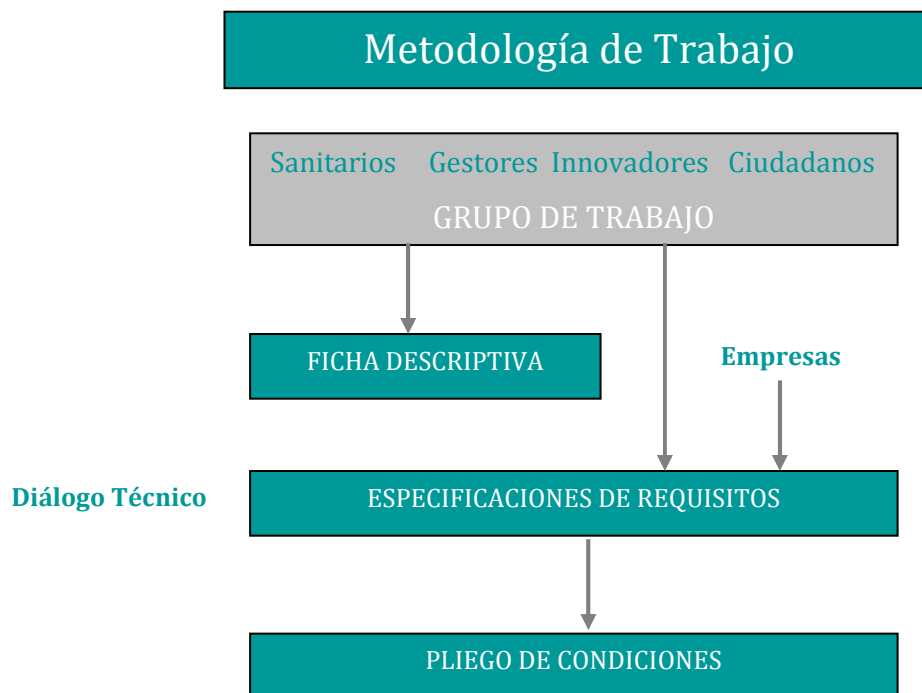 Metodología de Trabajo
Sanitarios Gestores Innovadores Ciudadanos
GRUPO DE TRABAJO
FICHA DESCRIPTIVA
Empresas
Diálogo Técnico
ESPECIFICACIONES DE REQUISITOS
PLIEGO DE CONDICIONES